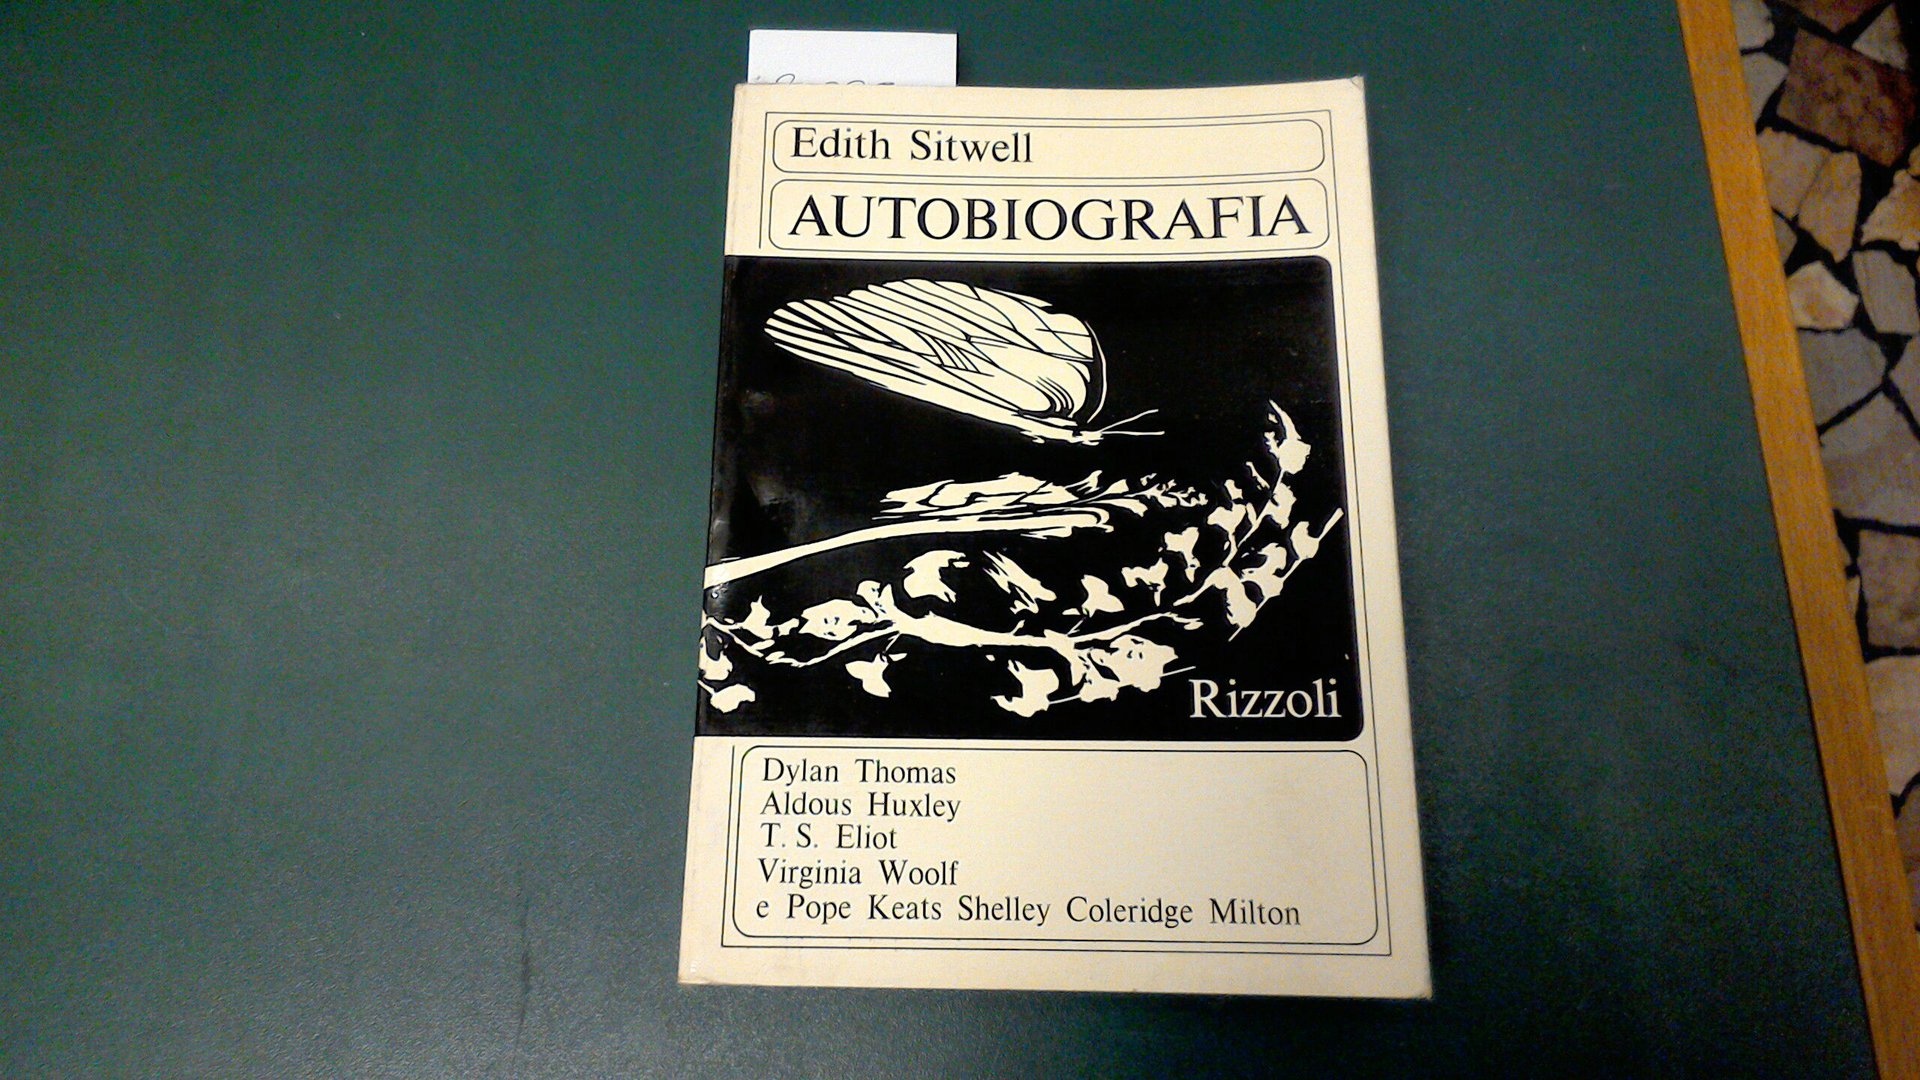 Edith Sitwell
AUTOBIOGRAFIA
Rizzoli
Dylan Thomas
Aldous Huxley
T. S. Eliot
Virginia Woolf
e Pope Keats Shelley Coleridge Milton